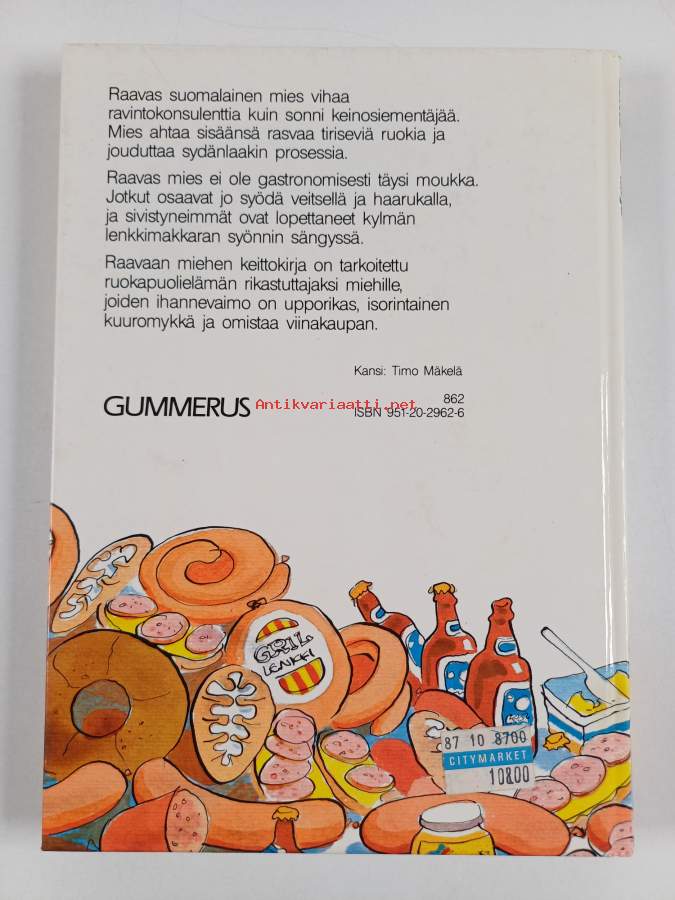 Raavas suomalainen mies vihaa
ravintokonsulenttia kuin sonni keinosiementäjää.
Mies ahtaa sisäänsä rasvaa tiriseviä ruokia ja
jouduttaa sydänlaakin prosessia.
Raavas mies ei ole gastronomisesti täysi moukka.
Jotkut osaavat jo syödä veitsellä ja haarukalla,
ja sivistyneimmät ovat lopettaneet kylmän
lenkkimakkaran syönnin sängyssä.
Raavaan miehen keittokirja on tarkoitettu
ruokapuolielämän rikastuttajaksi miehille,
joiden ihannevaimo on upporikas, isorintainen
kuuromykkä ja omistaa viinakaupan.
Kansi: Timo Mäkelä
GUMMERUS
Antikvariaatti.net
862
ISBN 951-20-2962-6
GRIL
LENKKI
87 10 8700
CITYMARKET
10800